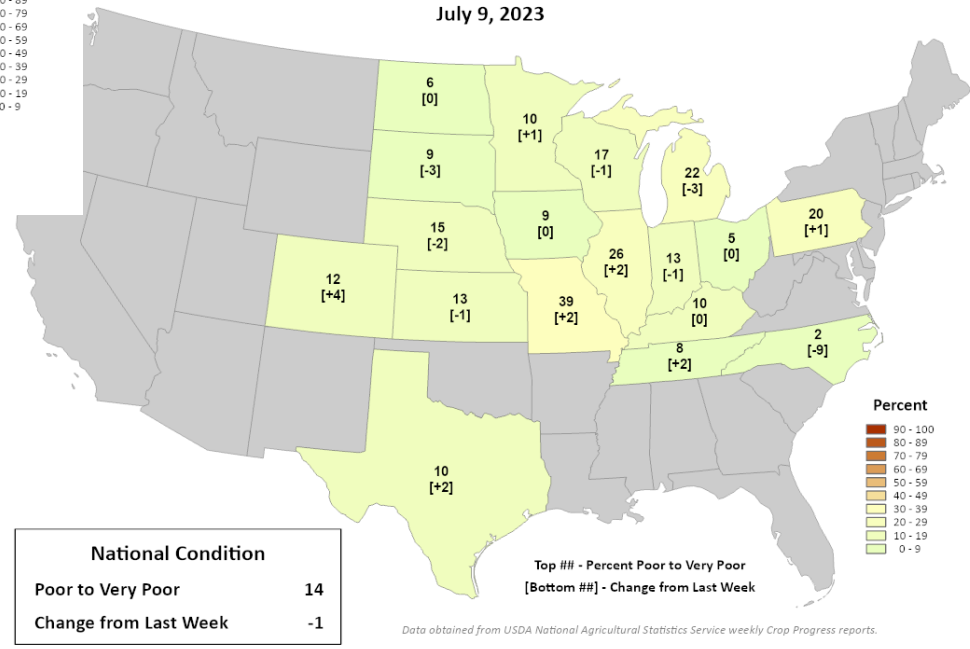 July 9, 2023
0 - 89
0 - 79
0 - 69
0 - 59
0 - 49
0 - 39
0 - 29
0 - 19
0 - 9
6
[0]
10
[+1]
9
[-3]
17
[-1]
22
[-3]
15
[-2]
9
[0]
26
[+2]
13
[-1]
5
[0]
20
[+1]
12
[+4]
13
[-1]
39
[+2]
10
[0]
8
[+2]
2
[-9]
10
[+2]
Percent
90 - 100
80 - 89
70 - 79
60 - 69
50 - 59
40 - 49
30 - 39
20 - 29
10 - 19
0 - 9
National Condition
Poor to Very Poor 14
Change from Last Week -1
Top ## - Percent Poor to Very Poor
[Bottom ##] - Change from Last Week
Data obtained from USDA National Agricultural Statistics Service weekly Crop Progress reports.